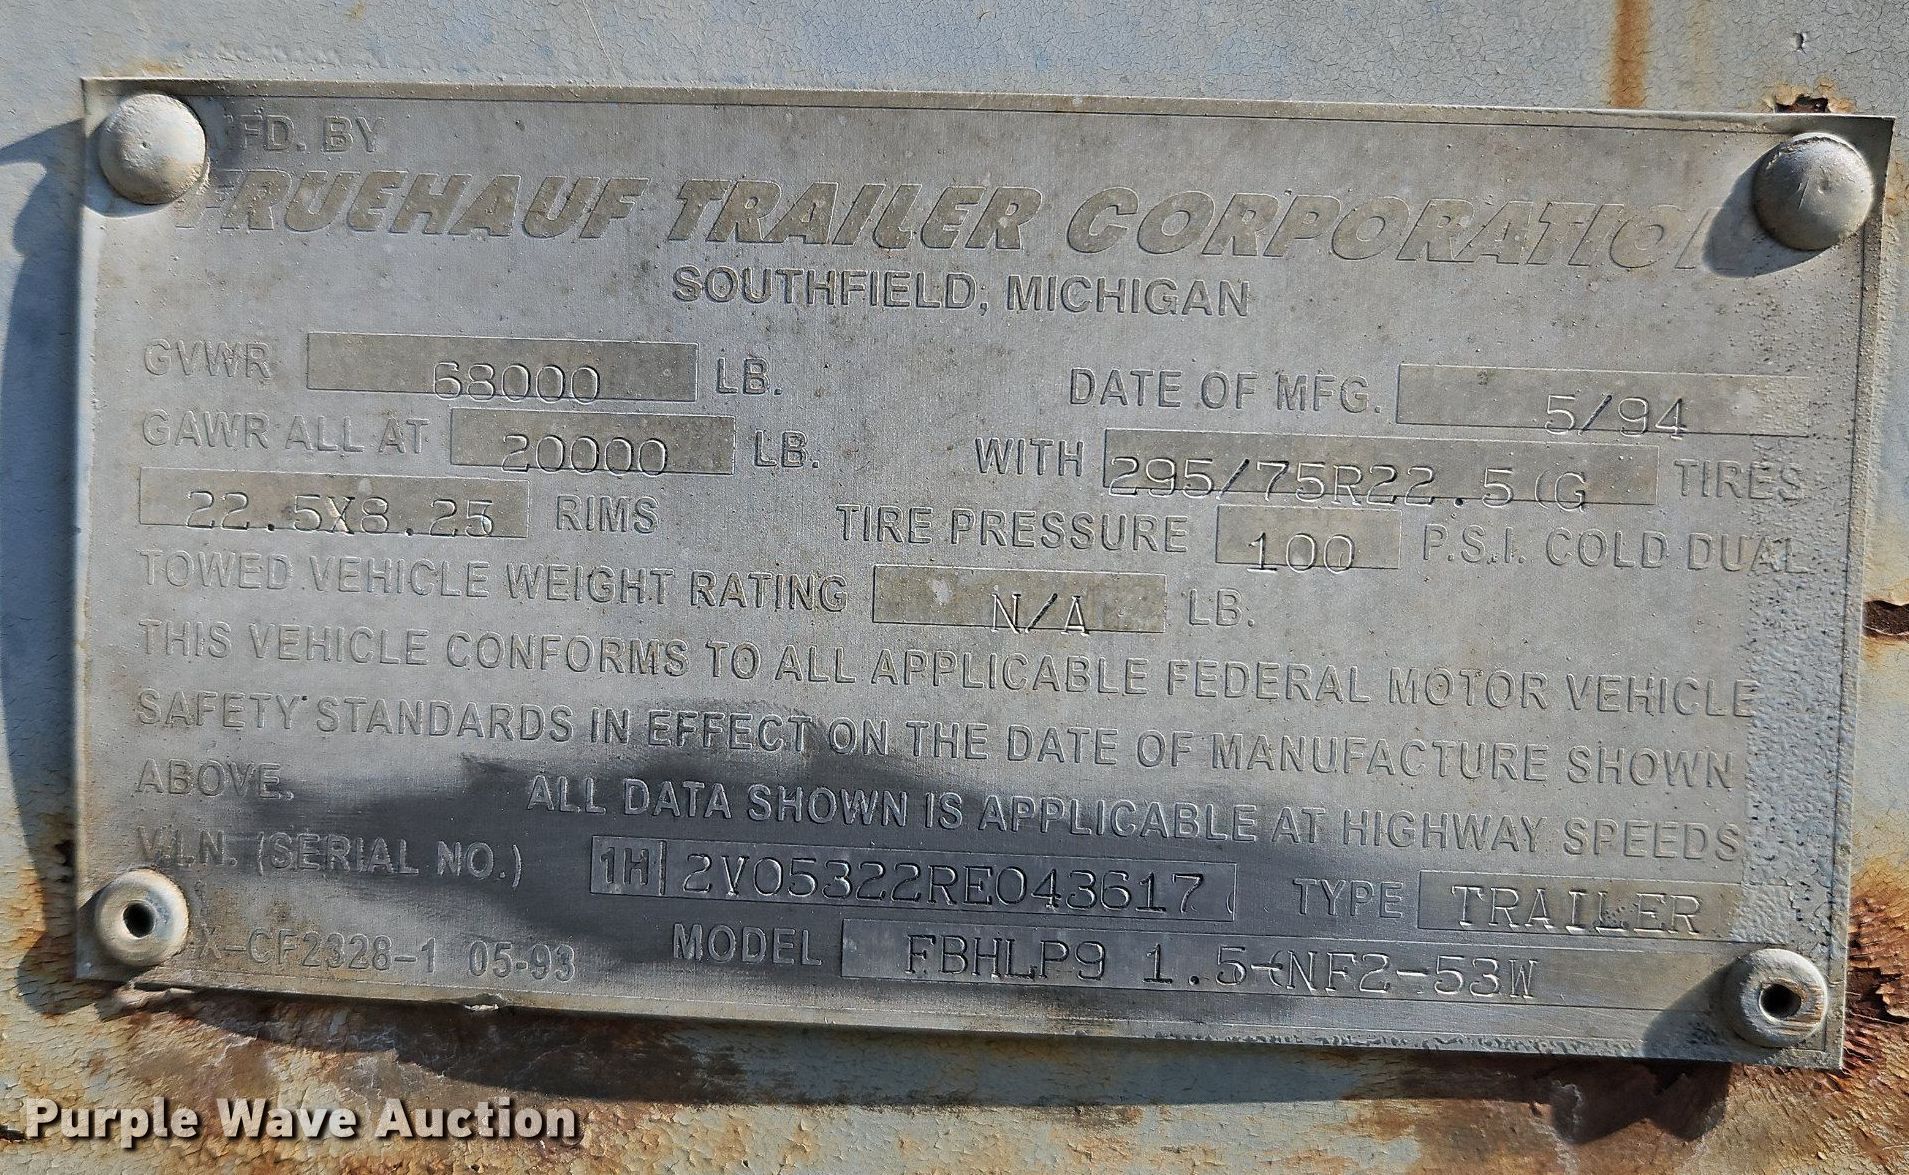 MFD. BY
FRUEHAUF TRAILER CORPORATION
SOUTHFIELD, MICHIGAN
GVWR 68000 LB. DATE OF MFG. 5/94
GAWR ALL AT 20000 LB. WITH 295/75R22.5(G TIRES
22.5X8.25 RIMS TIRE PRESSURE 100 P.S.I. COLD DUAL
TOWED VEHICLE WEIGHT RATING N/A LB.
THIS VEHICLE CONFORMS TO ALL APPLICABLE FEDERAL MOTOR VEHICLE
SAFETY STANDARDS IN EFFECT ON THE DATE OF MANUFACTURE SHOWN
ABOVE. ALL DATA SHOWN IS APPLICABLE AT HIGHWAY SPEEDS
V.I.N. (SERIAL NO.) 1H 2V05322RE043617 TYPE TRAILER
MODEL FBHLP9 1.5-(NF2-53W
X-CF2328-1 05-93
Purple Wave Auction